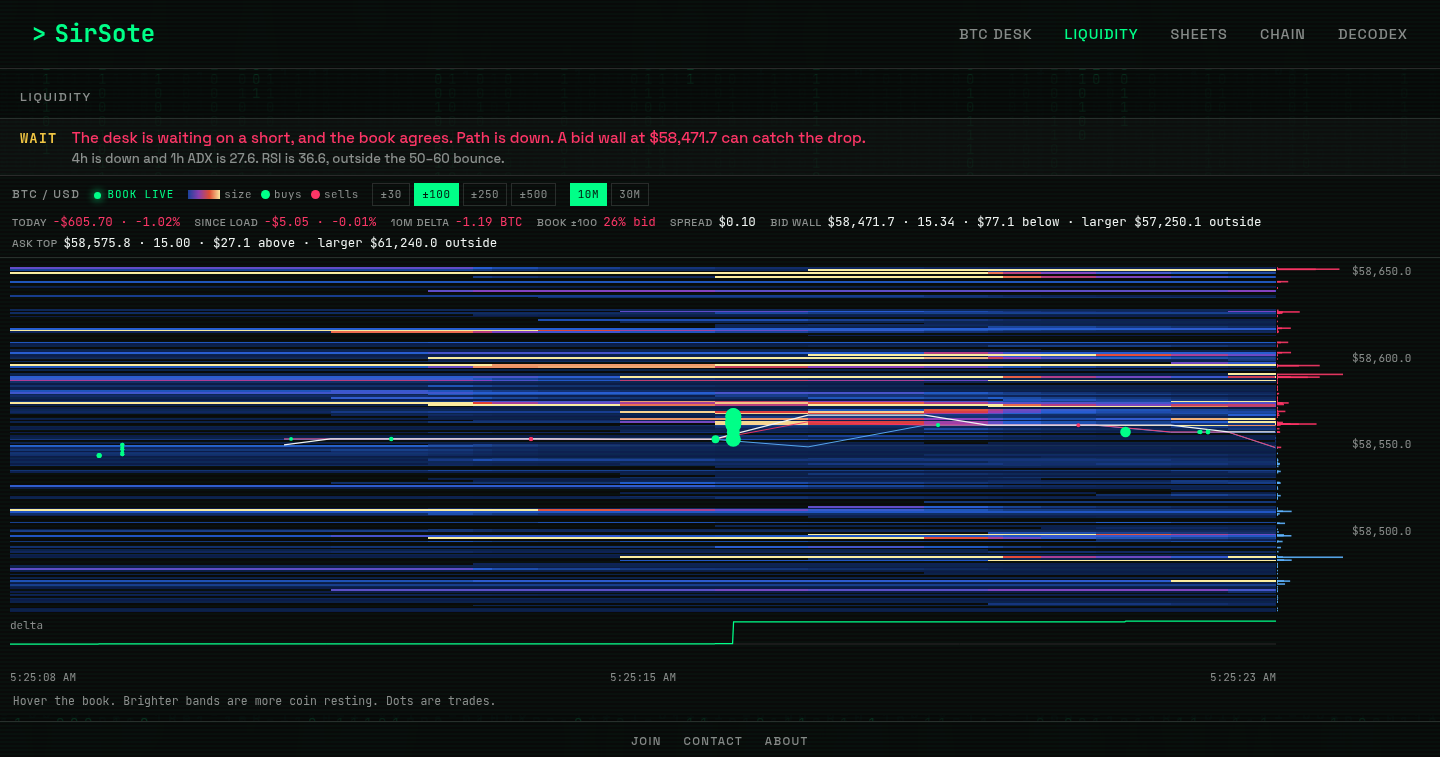 > SirSote
BTC DESK LIQUIDITY SHEETS CHAIN DECODEX
LIQUIDITY
WAIT The desk is waiting on a short, and the book agrees. Path is down. A bid wall at $58,471.7 can catch the drop.
4h is down and 1h ADX is 27.6. RSI is 36.6, outside the 50–60 bounce.
BTC / USD BOOK LIVE size buys sells ±30 ±100 ±250 ±500 10M 30M
TODAY -$605.70 · -1.02% SINCE LOAD -$5.05 · -0.01% 10M DELTA -1.19 BTC BOOK ±100 26% bid SPREAD $0.10 BID WALL $58,471.7 · 15.34 · $77.1 below · larger $57,250.1 outside
ASK TOP $58,575.8 · 15.00 · $27.1 above · larger $61,240.0 outside
$58,650.0
$58,600.0
$58,550.0
$58,500.0
delta
5:25:08 AM 5:25:15 AM 5:25:23 AM
Hover the book. Brighter bands are more coin resting. Dots are trades.
JOIN CONTACT ABOUT